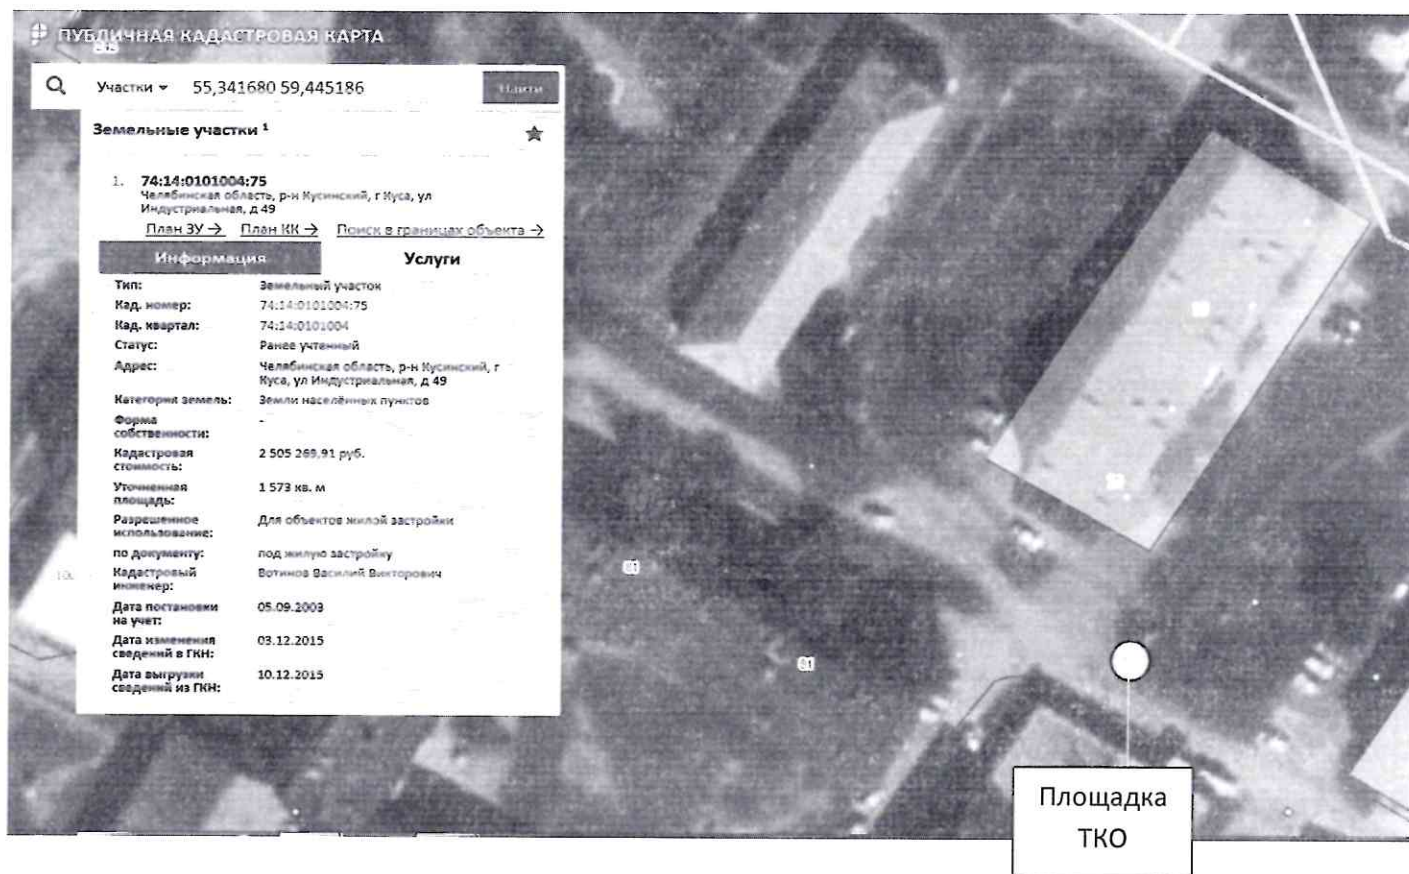 ПУБЛИЧНАЯ КАДАСТРОВАЯ КАРТА
Участки 55,341680 59,445186 Найти
Земельные участки 1
1. 74:14:0101004:75
Челябинская область, р-н Кусинский, г Куса, ул
Индустриальная, д 49
План ЗУ → План КК → Поиск в границах объекта →
Информация Услуги
Тип: Земельный участок
Кад. номер: 74:14:0101004:75
Кад. квартал: 74:14:0101004
Статус: Ранее учтенный
Адрес: Челябинская область, р-н Кусинский, г
Куса, ул Индустриальная, д 49
Категория земель: Земли населённых пунктов
Форма
собственности: -
Кадастровая 2 505 269,91 руб.
стоимость:
Уточненная 1 573 кв. м
площадь:
Разрешенное Для объектов жилой застройки
использование:
по документу: под жилую застройку
Кадастровый Вотинов Василий Викторович
инженер:
Дата постановки 05.09.2003
на учет:
Дата изменения 03.12.2015
сведений в ГКН:
Дата выгрузки 10.12.2015
сведений из ГКН:
81
81
Площадка
ТКО